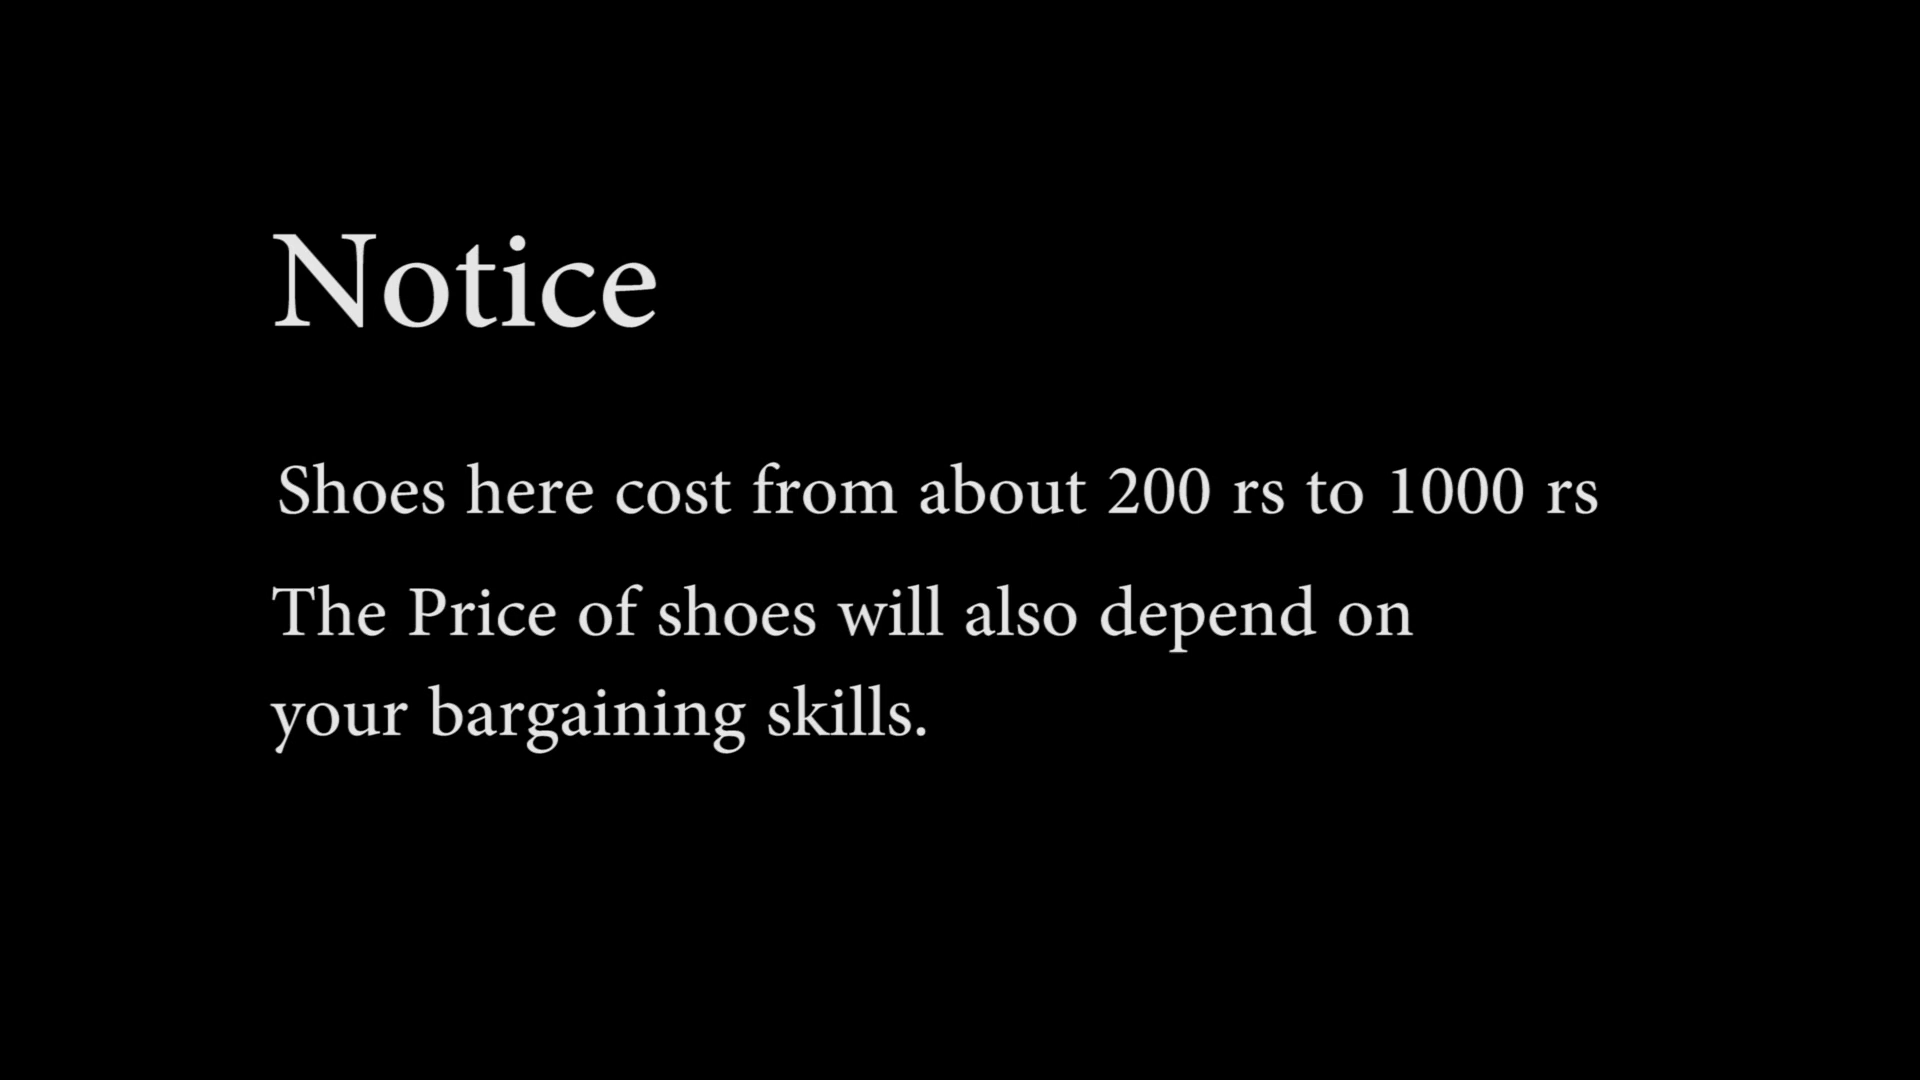 Notice
Shoes here cost from about 200 rs to 1000 rs
The Price of shoes will also depend on
your bargaining skills.